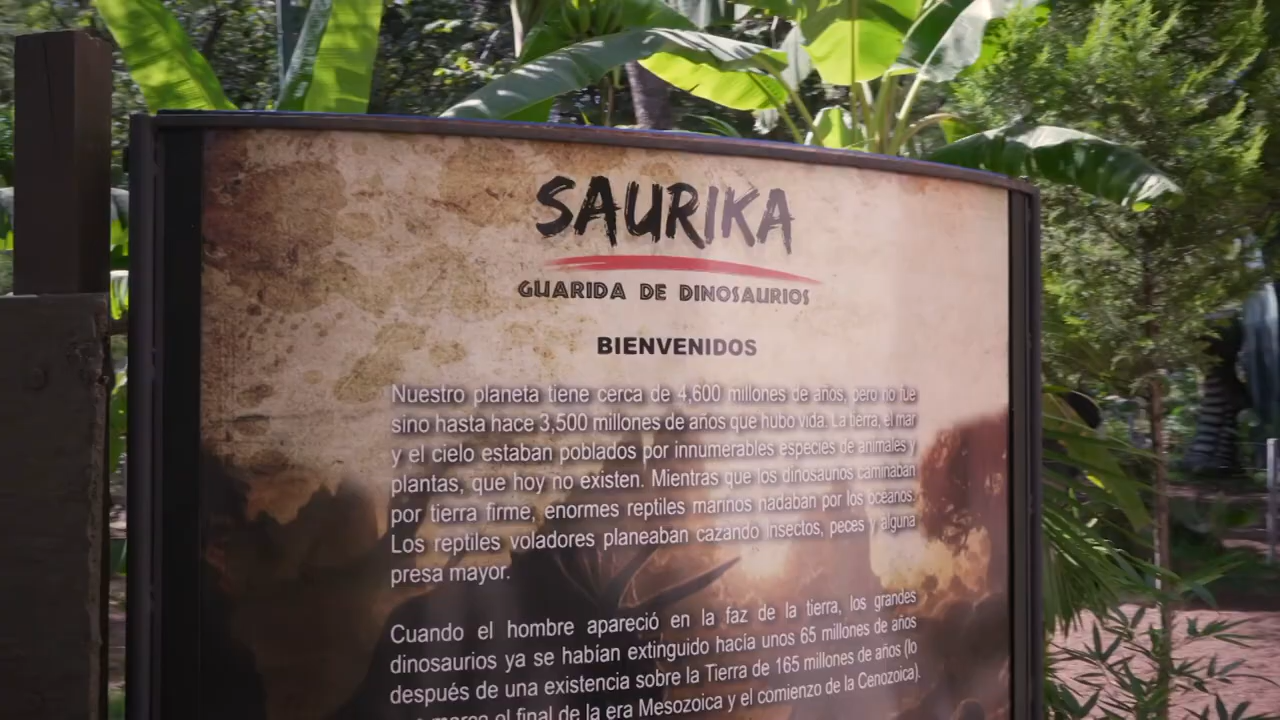 SAURIKA
GUARIDA DE DINOSAURIOS
BIENVENIDOS
Nuestro planeta tiene cerca de 4,600 millones de años, pero no fue
sino hasta hace 3,500 millones de años que hubo vida. La tierra, el mar
y el cielo estaban poblados por innumerables especies de animales y
plantas, que hoy no existen. Mientras que los dinosaurios caminaban
por tierra firme, enormes reptiles marinos nadaban por los océanos.
Los reptiles voladores planeaban cazando insectos, peces y alguna
presa mayor.
Cuando el hombre apareció en la faz de la tierra, los grandes
dinosaurios ya se habían extinguido hacía unos 65 millones de años
después de una existencia sobre la Tierra de 165 millones de años (lo
el final de la era Mesozoica y el comienzo de la Cenozoica).